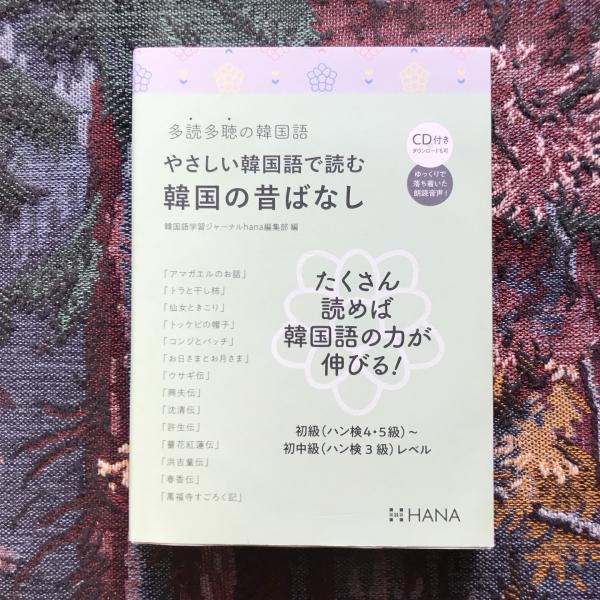 多読多聴の韓国語
やさしい韓国語で読む
韓国の昔ばなし
韓国語学習ジャーナルhana編集部 編
CD付き
ダウンロードも可
ゆっくりで
落ち着いた
朗読音声！
「アマガエルのお話」
「トラと干し柿」
「仙女ときこり」
「トッケビの帽子」
「コンジとパッチ」
「お日さまとお月さま」
「ウサギ伝」
「興夫伝」
「沈清伝」
「許生伝」
「薔花紅蓮伝」
「洪吉童伝」
「春香伝」
「萬福寺すごろく記」
たくさん
読めば
韓国語の力が
伸びる！
初級（ハン検4・5級）～
初中級（ハン検3級）レベル
HANA